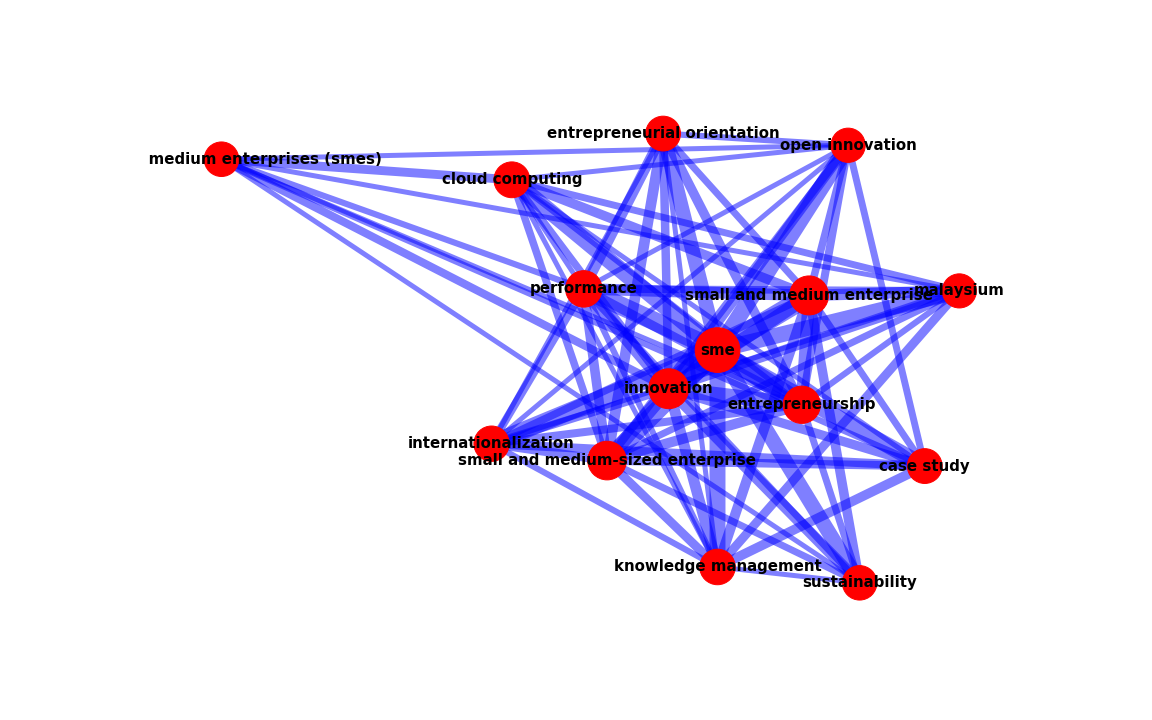 entrepreneurial orientation
open innovation
medium enterprises (smes)
cloud computing
performance
small and medium enterprise
malaysium
sme
innovation
entrepreneurship
internationalization
small and medium-sized enterprise
case study
knowledge management
sustainability